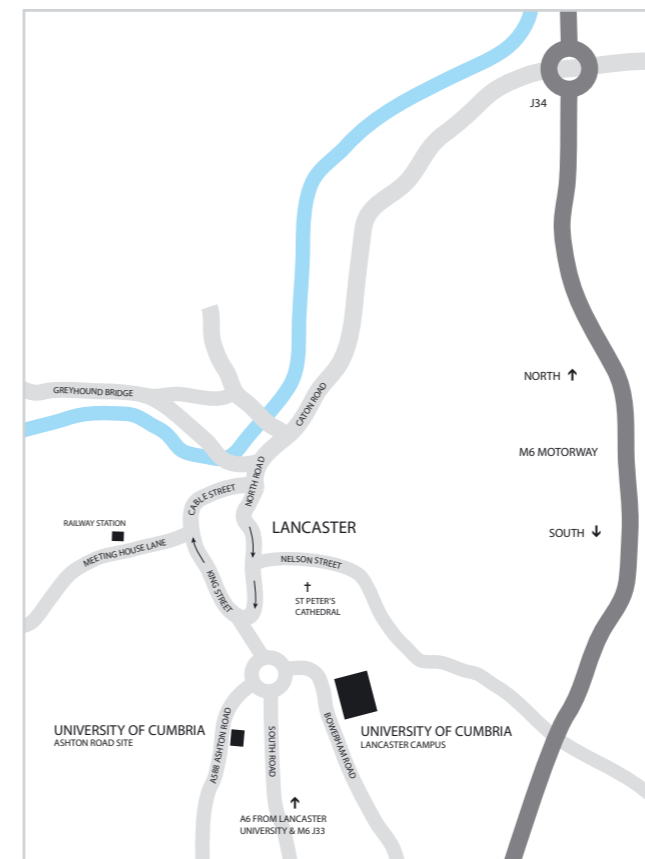 J34
NORTH ↑
GREYHOUND BRIDGE
CATON ROAD
M6 MOTORWAY
NORTH ROAD
CABLE STREET
RAILWAY STATION
LANCASTER
SOUTH ↓
MEETING HOUSE LANE
NELSON STREET
KING STREET
ST PETER'S
CATHEDRAL
UNIVERSITY OF CUMBRIA
ASHTON ROAD SITE
A588 ASHTON ROAD
SOUTH ROAD
BOWERHAM ROAD
UNIVERSITY OF CUMBRIA
LANCASTER CAMPUS
A6 FROM LANCASTER
UNIVERSITY & M6 J33